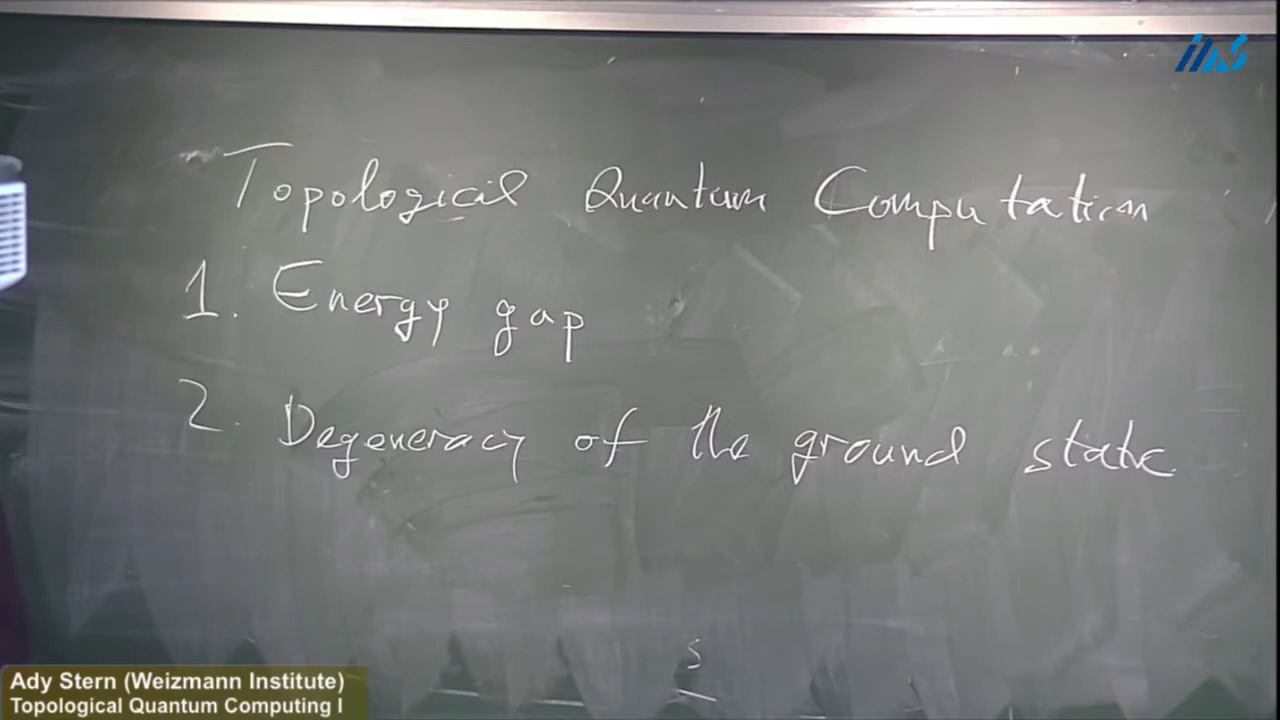 IIAS
Topological Quantum Computation
1. Energy gap
2. Degeneracy of the ground state
s
Ady Stern (Weizmann Institute)
Topological Quantum Computing I